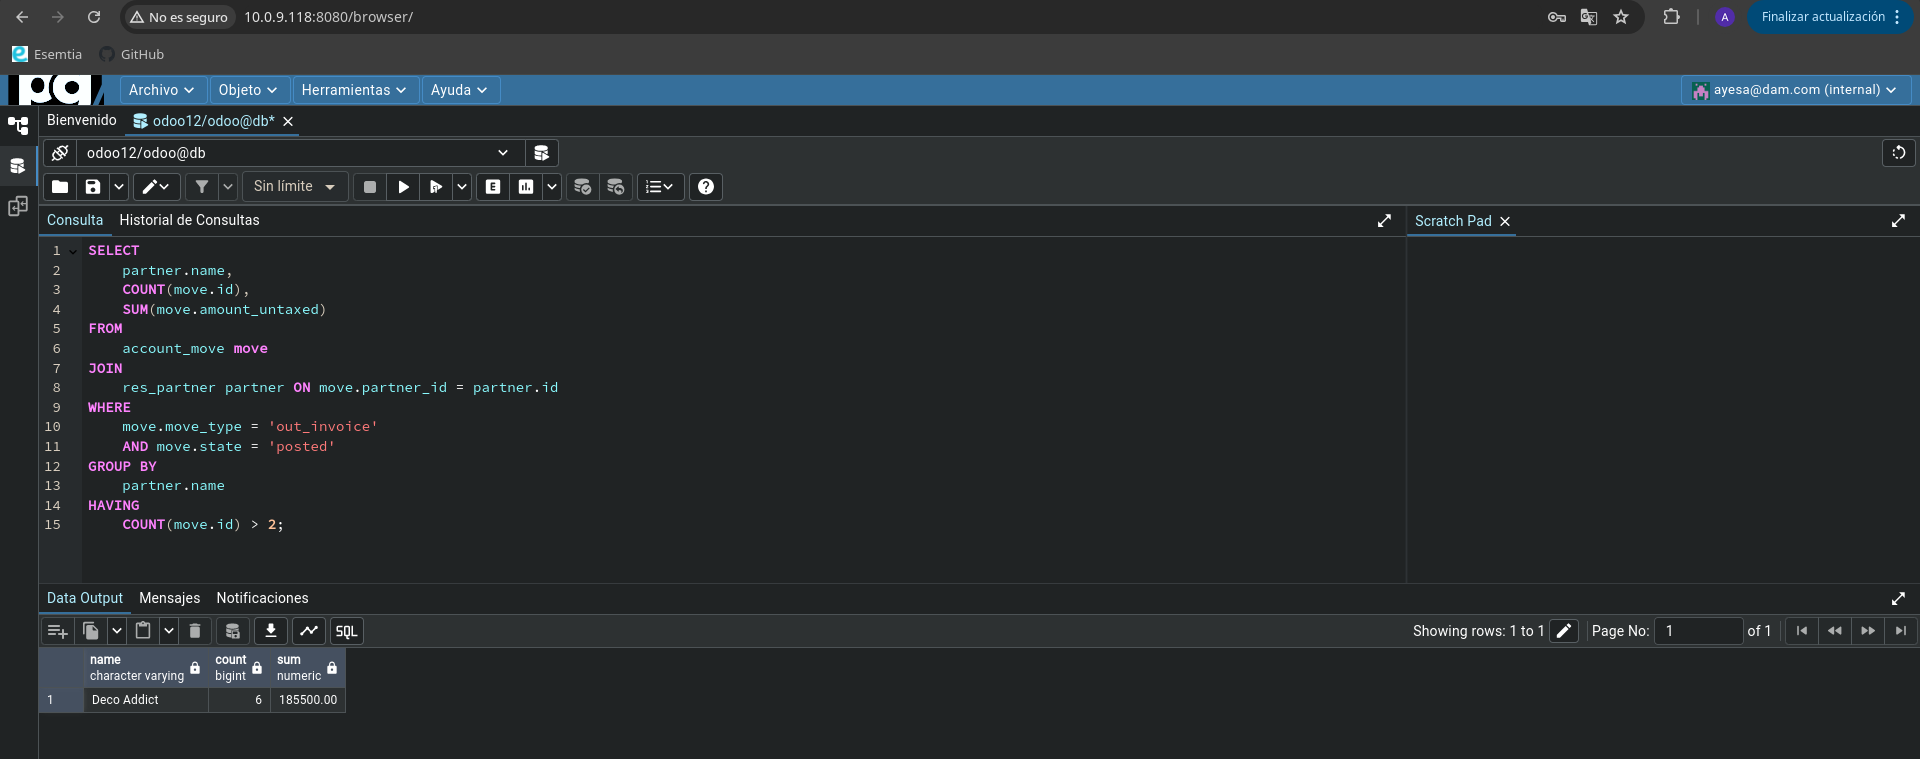 No es seguro 10.0.9.118:8080/browser/
A
Finalizar actualización
Esemtia GitHub
Archivo Objeto Herramientas Ayuda
ayesa@dam.com (internal)
Bienvenido odoo12/odoo@db*
odoo12/odoo@db
Sin límite
E
Consulta Historial de Consultas
Scratch Pad
1 SELECT
2 partner.name,
3 COUNT(move.id),
4 SUM(move.amount_untaxed)
5 FROM
6 account_move move
7 JOIN
8 res_partner partner ON move.partner_id = partner.id
9 WHERE
10 move.move_type = 'out_invoice'
11 AND move.state = 'posted'
12 GROUP BY
13 partner.name
14 HAVING
15 COUNT(move.id) > 2;
Data Output Mensajes Notificaciones
SQL
Showing rows: 1 to 1 Page No: 1 of 1
name count sum
character varying bigint numeric
1 Deco Addict 6 185500.00